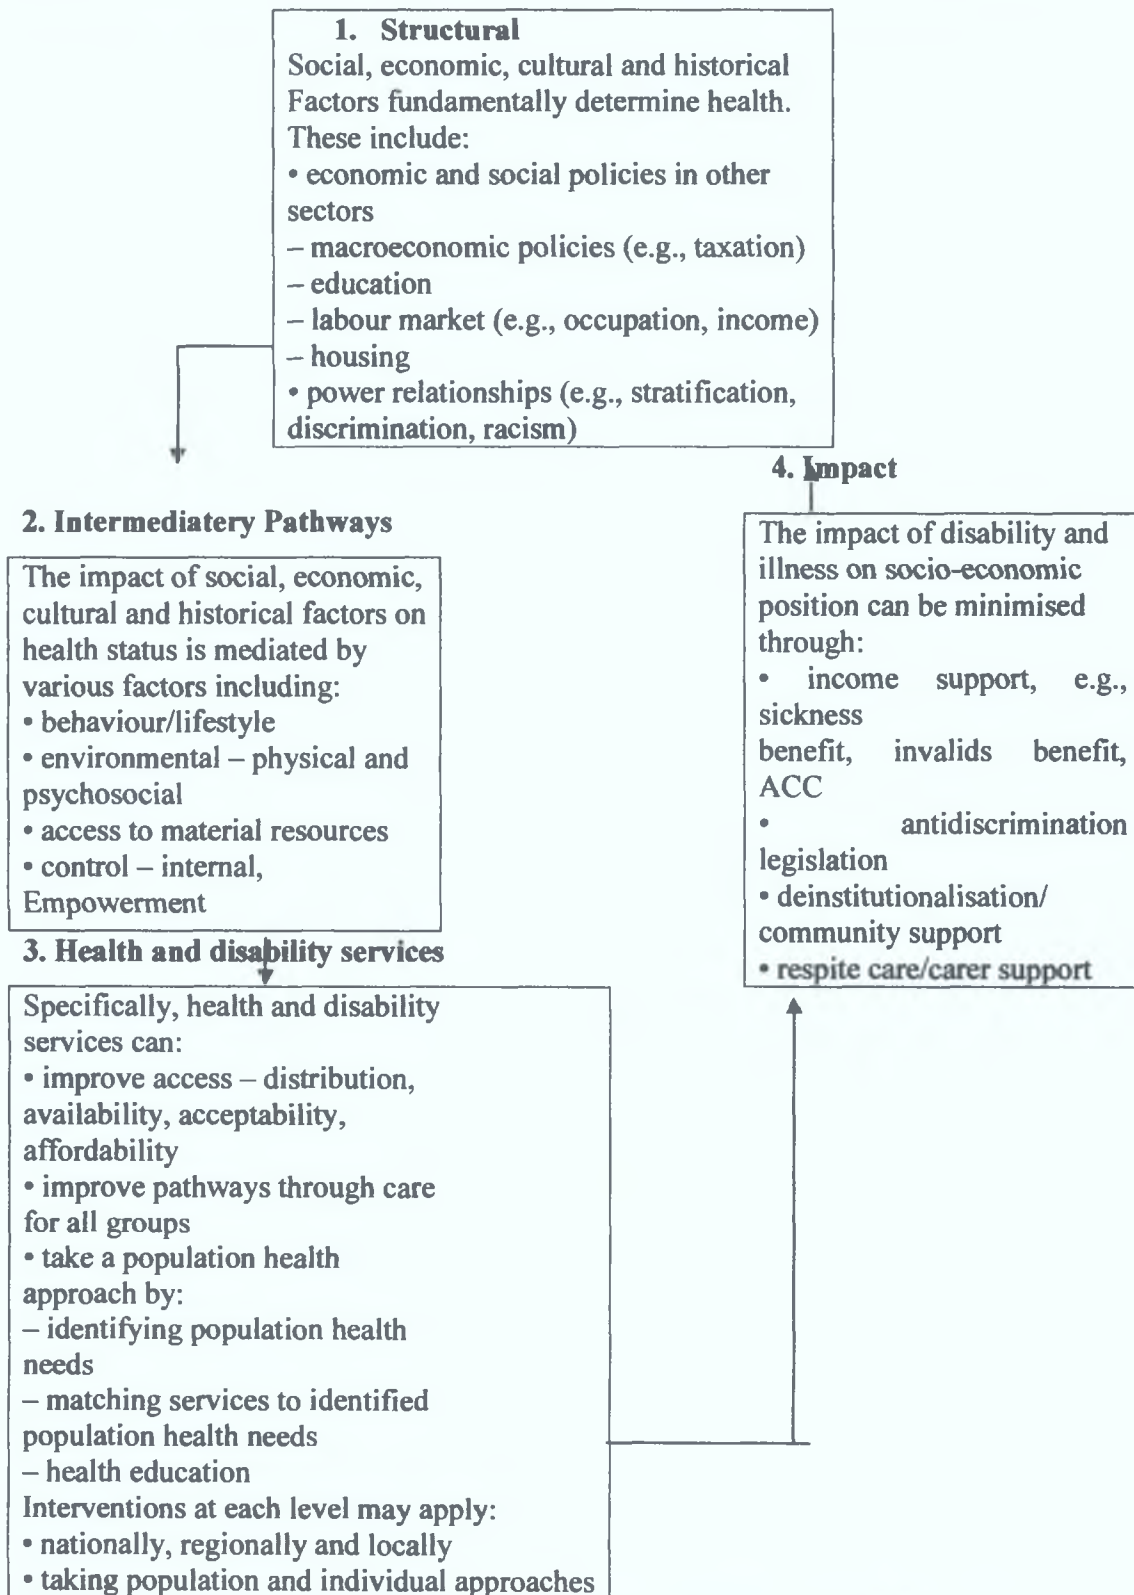 1. Structural
Social, economic, cultural and historical
Factors fundamentally determine health.
These include:
• economic and social policies in other
sectors
– macroeconomic policies (e.g., taxation)
– education
– labour market (e.g., occupation, income)
– housing
• power relationships (e.g., stratification,
discrimination, racism)
2. Intermediatery Pathways
The impact of social, economic,
cultural and historical factors on
health status is mediated by
various factors including:
• behaviour/lifestyle
• environmental – physical and
psychosocial
• access to material resources
• control – internal,
Empowerment
3. Health and disability services
Specifically, health and disability
services can:
• improve access – distribution,
availability, acceptability,
affordability
• improve pathways through care
for all groups
• take a population health
approach by:
– identifying population health
needs
– matching services to identified
population health needs
– health education
Interventions at each level may apply:
• nationally, regionally and locally
• taking population and individual approaches
4. Impact
The impact of disability and
illness on socio-economic
position can be minimised
through:
• income support, e.g.,
sickness
benefit, invalids benefit,
ACC
• antidiscrimination
legislation
• deinstitutionalisation/
community support
• respite care/carer support